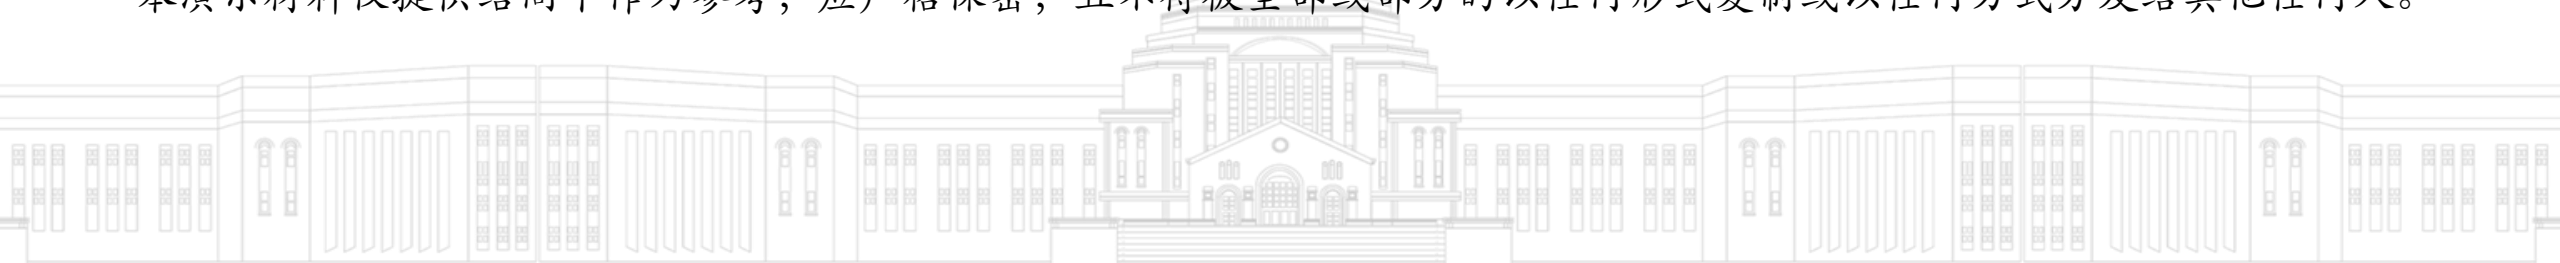 本演示材料仅提供给阁下作为参考，应严格保密，且不得被全部或部分的以任何形式复制或以任何方式分发给其他任何人。